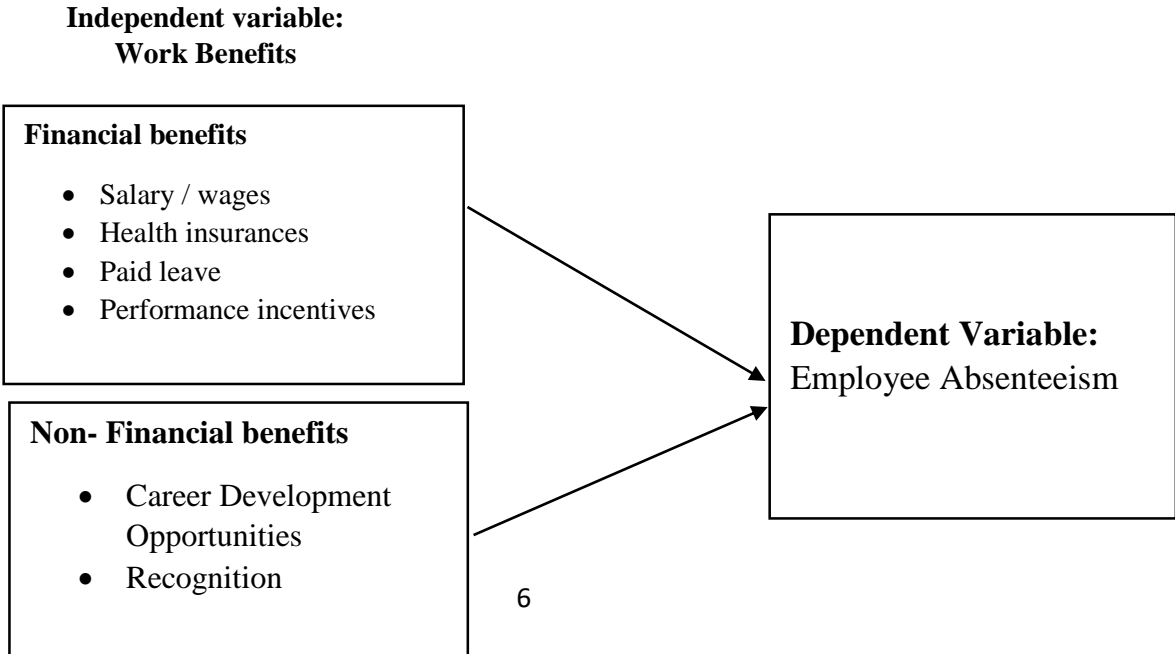 Independent variable:
Work Benefits
Financial benefits
• Salary / wages
• Health insurances
• Paid leave
• Performance incentives
Non- Financial benefits
• Career Development
Opportunities
• Recognition
Dependent Variable:
Employee Absenteeism
6